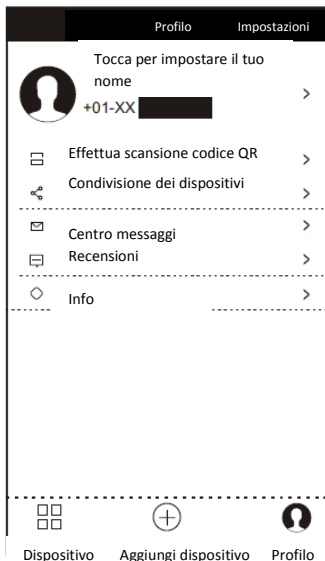 Profilo Impostazioni
Tocca per impostare il tuo
nome
+01-XX
Effettua scansione codice QR
Condivisione dei dispositivi
Centro messaggi
Recensioni
Info
Dispositivo Aggiungi dispositivo Profilo